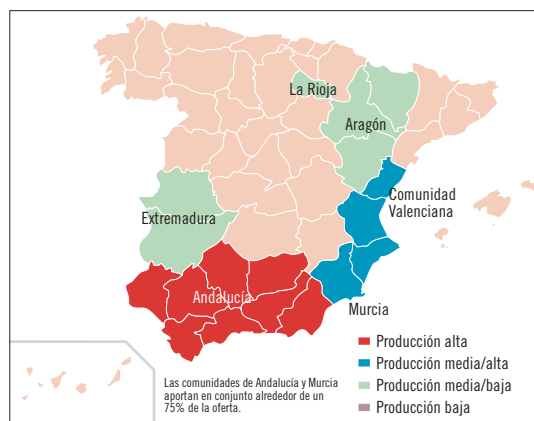 La Rioja
Aragón
Comunidad
Valenciana
Extremadura
Andalucía
Murcia
Producción alta
Producción media/alta
Producción media/baja
Producción baja
Las comunidades de Andalucía y Murcia
aportan en conjunto alrededor de un
75% de la oferta.